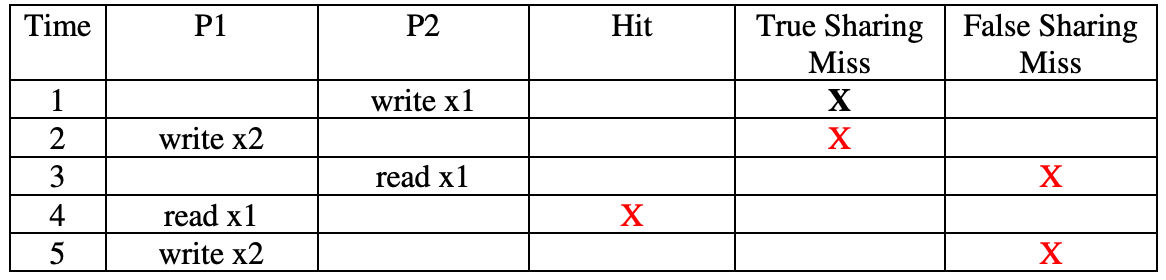 Time P1 P2 Hit True Sharing Miss False Sharing Miss
1 write x1 X
2 write x2 X
3 read x1 X
4 read x1 X
5 write x2 X